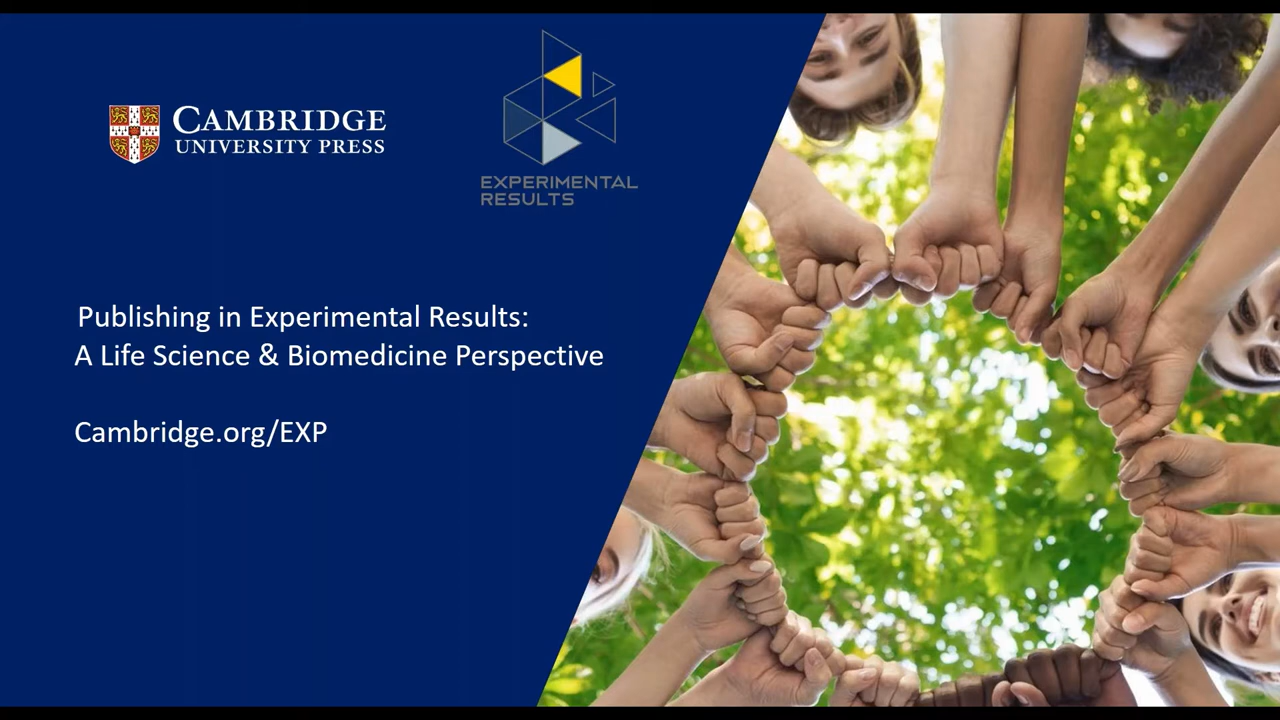 CAMBRIDGE
UNIVERSITY PRESS
EXPERIMENTAL
RESULTS
Publishing in Experimental Results:
A Life Science & Biomedicine Perspective
Cambridge.org/EXP